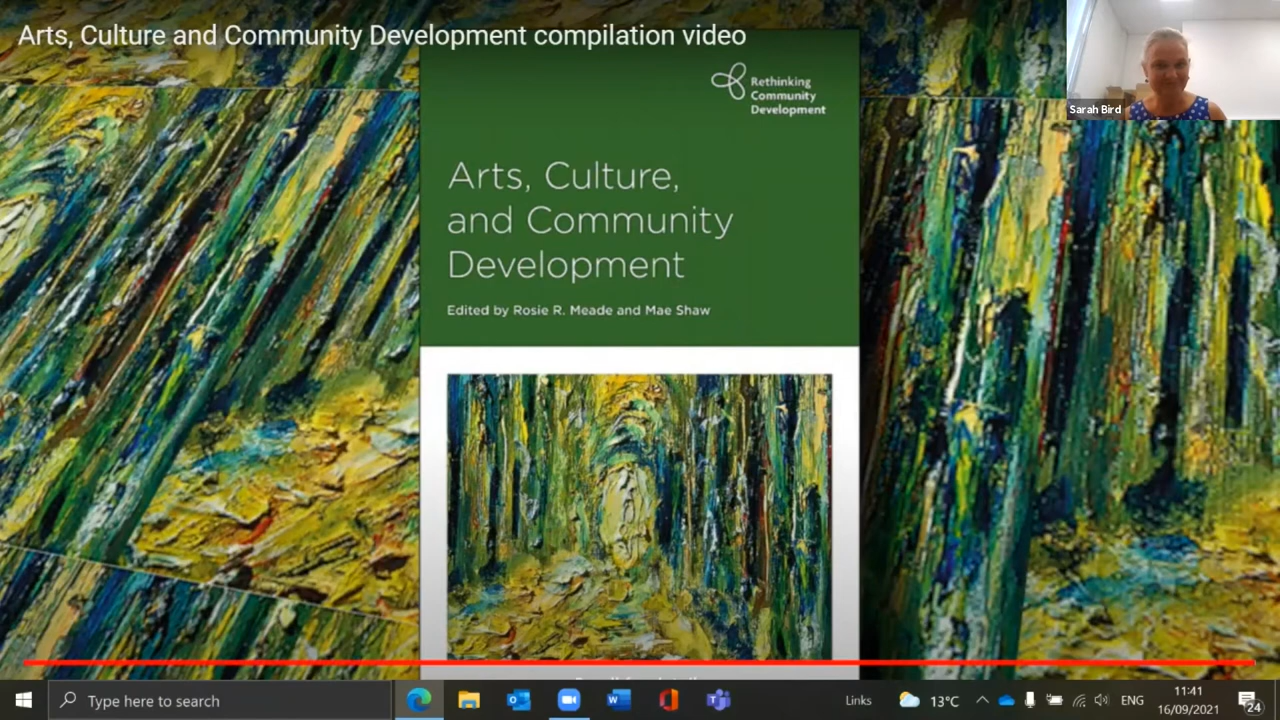 Arts, Culture and Community Development compilation video
Sarah Bird
Rethinking
Community
Development
Arts, Culture,
and Community
Development
Edited by Rosie R. Meade and Mae Shaw
Type here to search
Links
13°C
ENG
11:41
16/09/2021
24